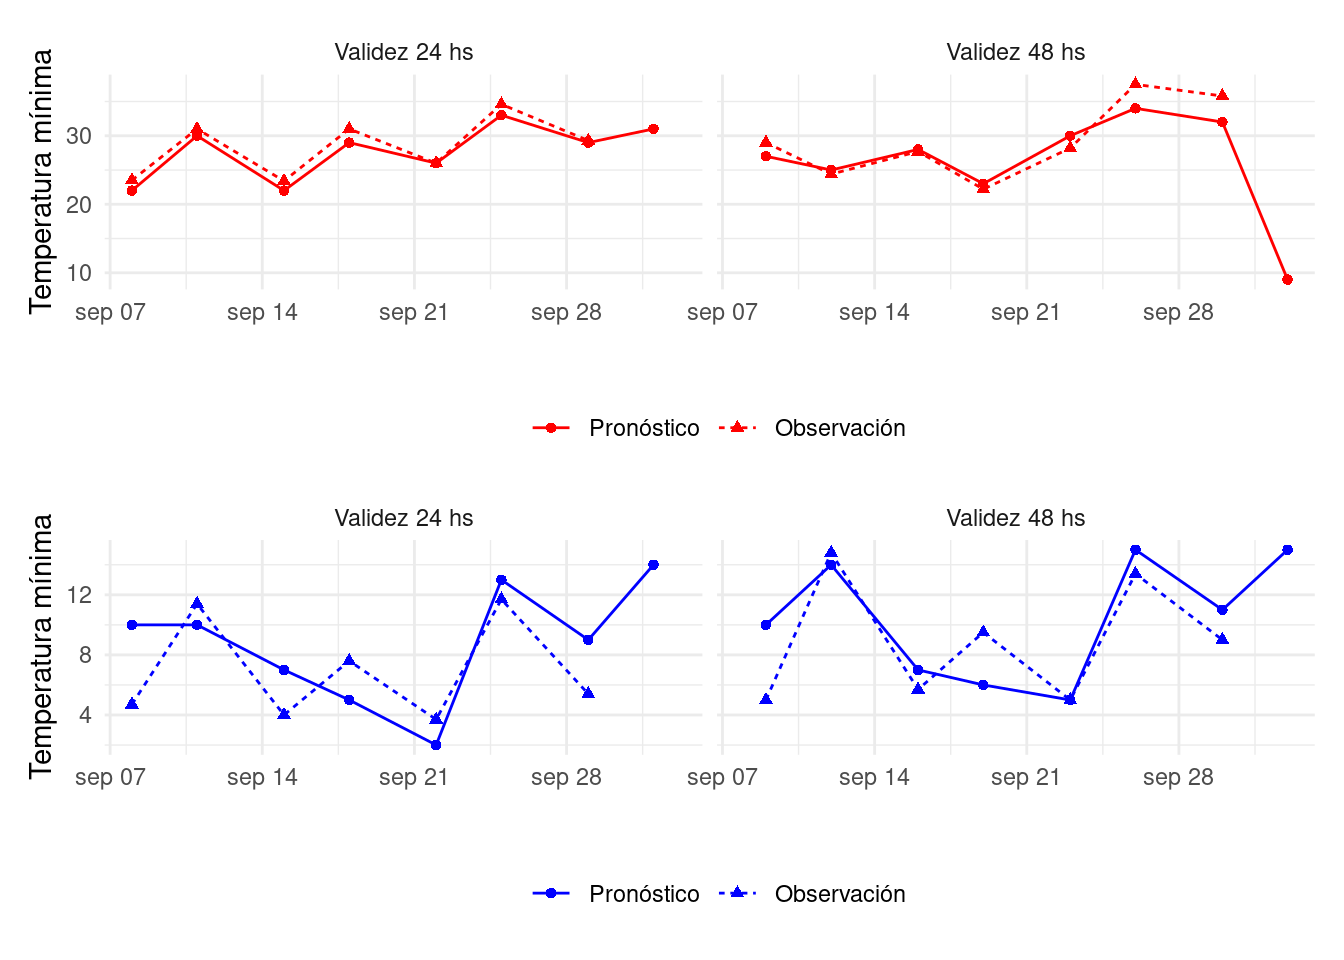 Validez 24 hs Validez 48 hs
Temperatura mínima
30
20
10
sep 07 sep 14 sep 21 sep 28 sep 07 sep 14 sep 21 sep 28
Pronóstico Observación
Validez 24 hs Validez 48 hs
Temperatura mínima
12
8
4
sep 07 sep 14 sep 21 sep 28 sep 07 sep 14 sep 21 sep 28
Pronóstico Observación